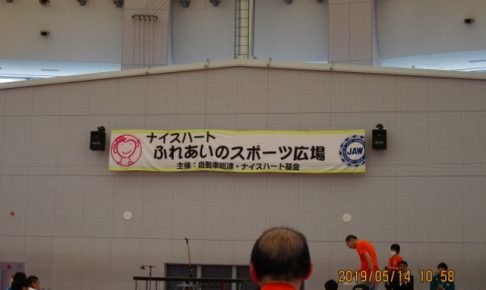 ナイスハート
ふれあいのスポーツ広場
主催：自動車総連・ナイスハート基金
JAW
2019/05/14 10:58